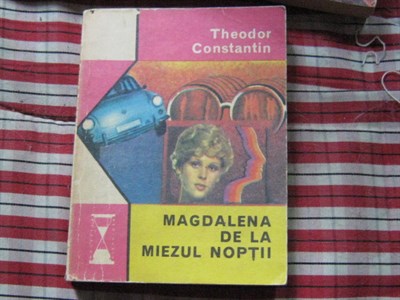 Theodor
Constantin
MAGDALENA
DE LA
MIEZUL NOPȚII